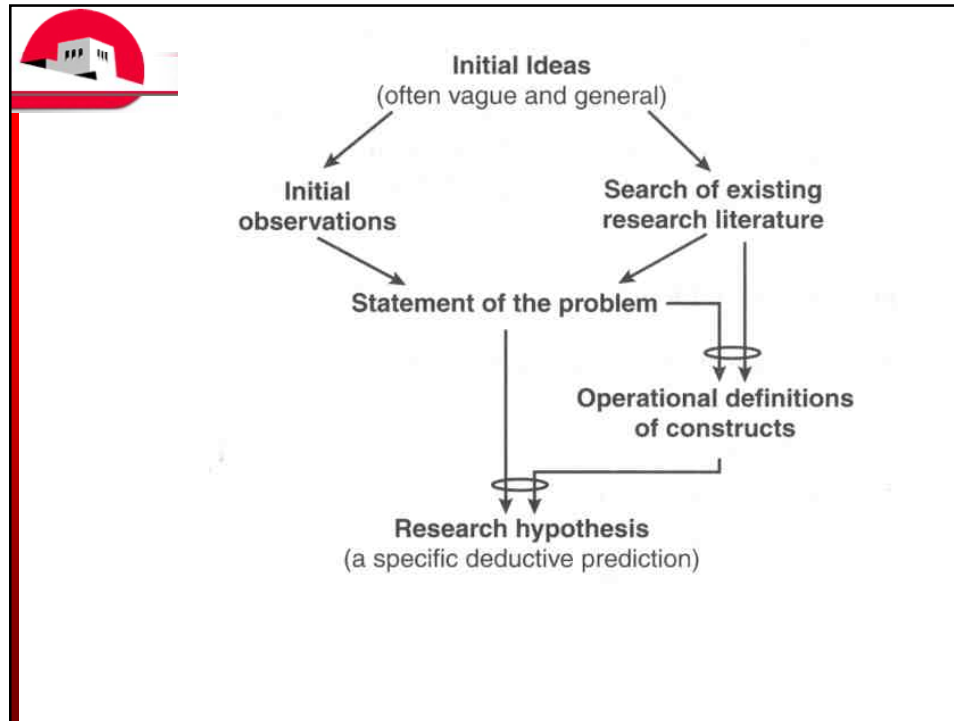 Initial Ideas
(often vague and general)
Initial
observations
Search of existing
research literature
Statement of the problem
Operational definitions
of constructs
Research hypothesis
(a specific deductive prediction)